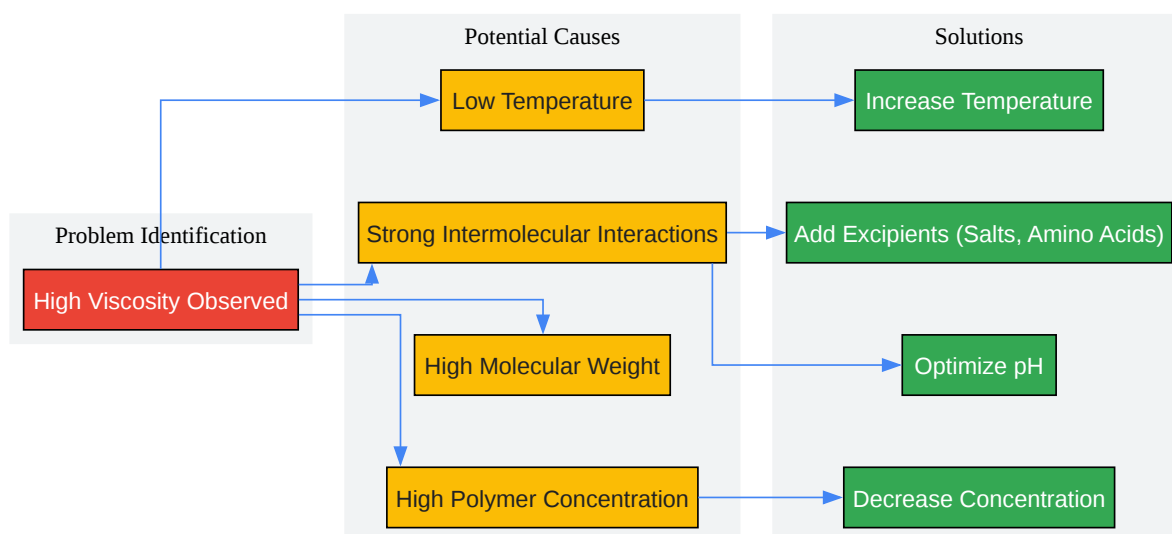 Potential Causes
Solutions
Low Temperature
Increase Temperature
Problem Identification
Strong Intermolecular Interactions
Add Excipients (Salts, Amino Acids)
High Viscosity Observed
High Molecular Weight
Optimize pH
High Polymer Concentration
Decrease Concentration